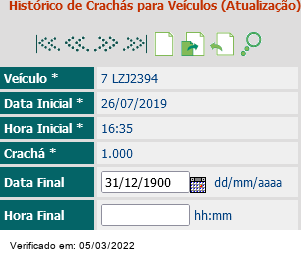 Histórico de Crachás para Veículos (Atualização)
Veículo * 7 LZJ2394
Data Inicial * 26/07/2019
Hora Inicial * 16:35
Crachá * 1.000
Data Final 31/12/1900 dd/mm/aaaa
Hora Final hh:mm
Verificado em: 05/03/2022